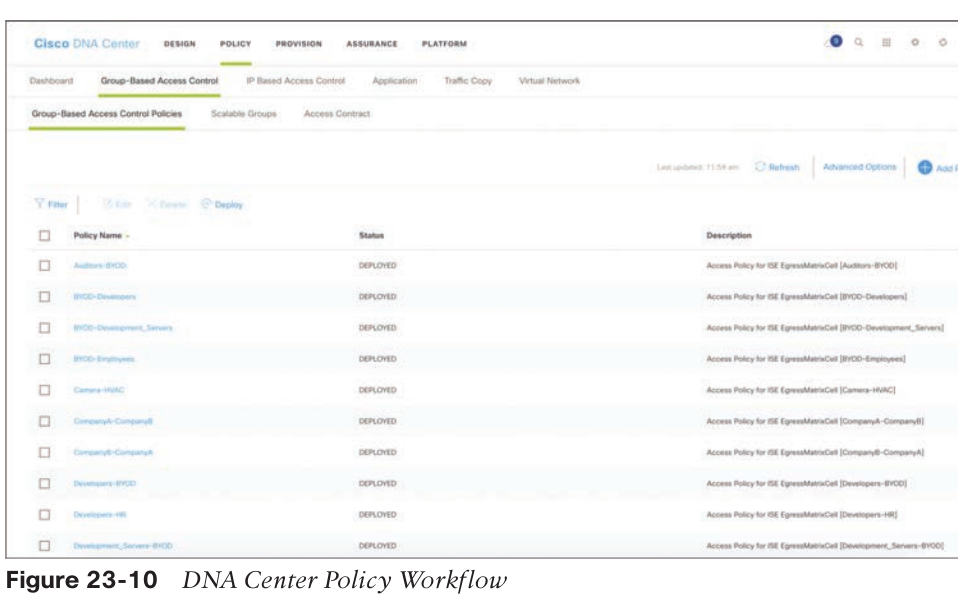 Cisco DNA Center DESIGN POLICY PROVISION ASSURANCE PLATFORM 9
Dashboard Group-Based Access Control IP Based Access Control Application Traffic Copy Virtual Network
Group-Based Access Control Policies Scalable Groups Access Contract
Last updated: 11:59 am Refresh Advanced Options Add P
Filter Edit Delete Deploy
Policy Name Status Description
Auditors-BYOD DEPLOYED Access Policy for ISE EgressMatrixCell [Auditors-BYOD]
BYOD-Developers DEPLOYED Access Policy for ISE EgressMatrixCell [BYOD-Developers]
BYOD-Development_Servers DEPLOYED Access Policy for ISE EgressMatrixCell [BYOD-Development_Servers]
BYOD-Employees DEPLOYED Access Policy for ISE EgressMatrixCell [BYOD-Employees]
Camera-HVAC DEPLOYED Access Policy for ISE EgressMatrixCell [Camera-HVAC]
CompanyA-CompanyB DEPLOYED Access Policy for ISE EgressMatrixCell [CompanyA-CompanyB]
CompanyB-CompanyA DEPLOYED Access Policy for ISE EgressMatrixCell [CompanyB-CompanyA]
Developers-BYOD DEPLOYED Access Policy for ISE EgressMatrixCell [Developers-BYOD]
Developers-HR DEPLOYED Access Policy for ISE EgressMatrixCell [Developers-HR]
Development_Servers-BYOD DEPLOYED Access Policy for ISE EgressMatrixCell [Development_Servers-BYOD]
Figure 23-10 DNA Center Policy Workflow